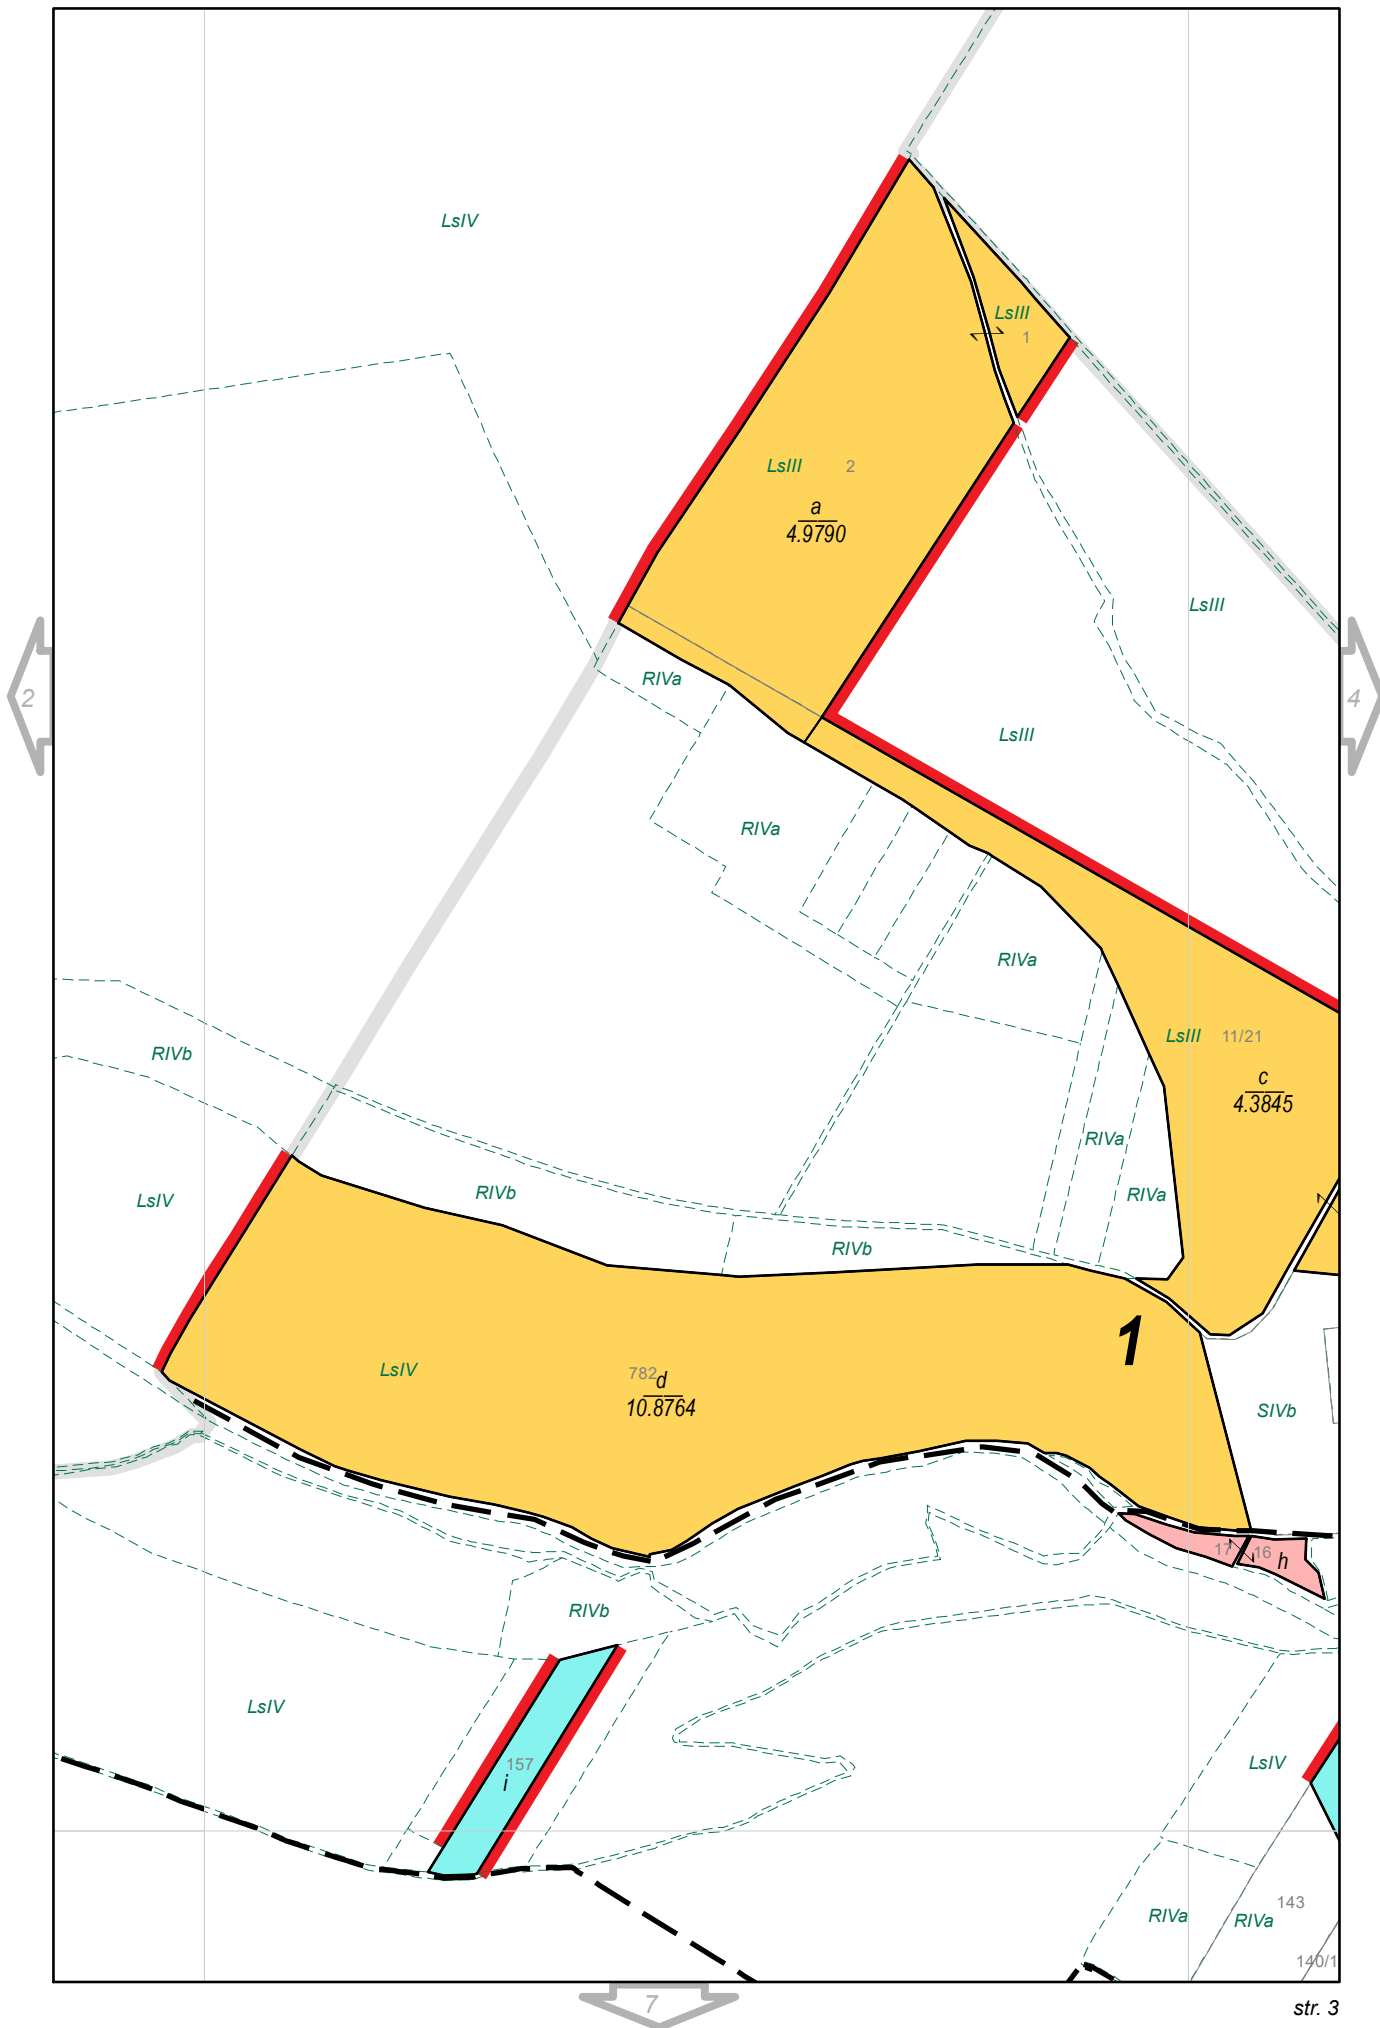 LsIV
LsIII
1
LsIII 2
a
4.9790
LsIII
2
RIVa
4
LsIII
RIVa
RIVa
LsIII 11/21
RIVb
c
4.3845
RIVa
LsIV
RIVb
RIVa
RIVb
1
LsIV
782
d
10.8764
SIVb
17 16 h
RIVb
LsIV
157
i
LsIV
143
RIVa
RIVa
140/1
7
str. 3